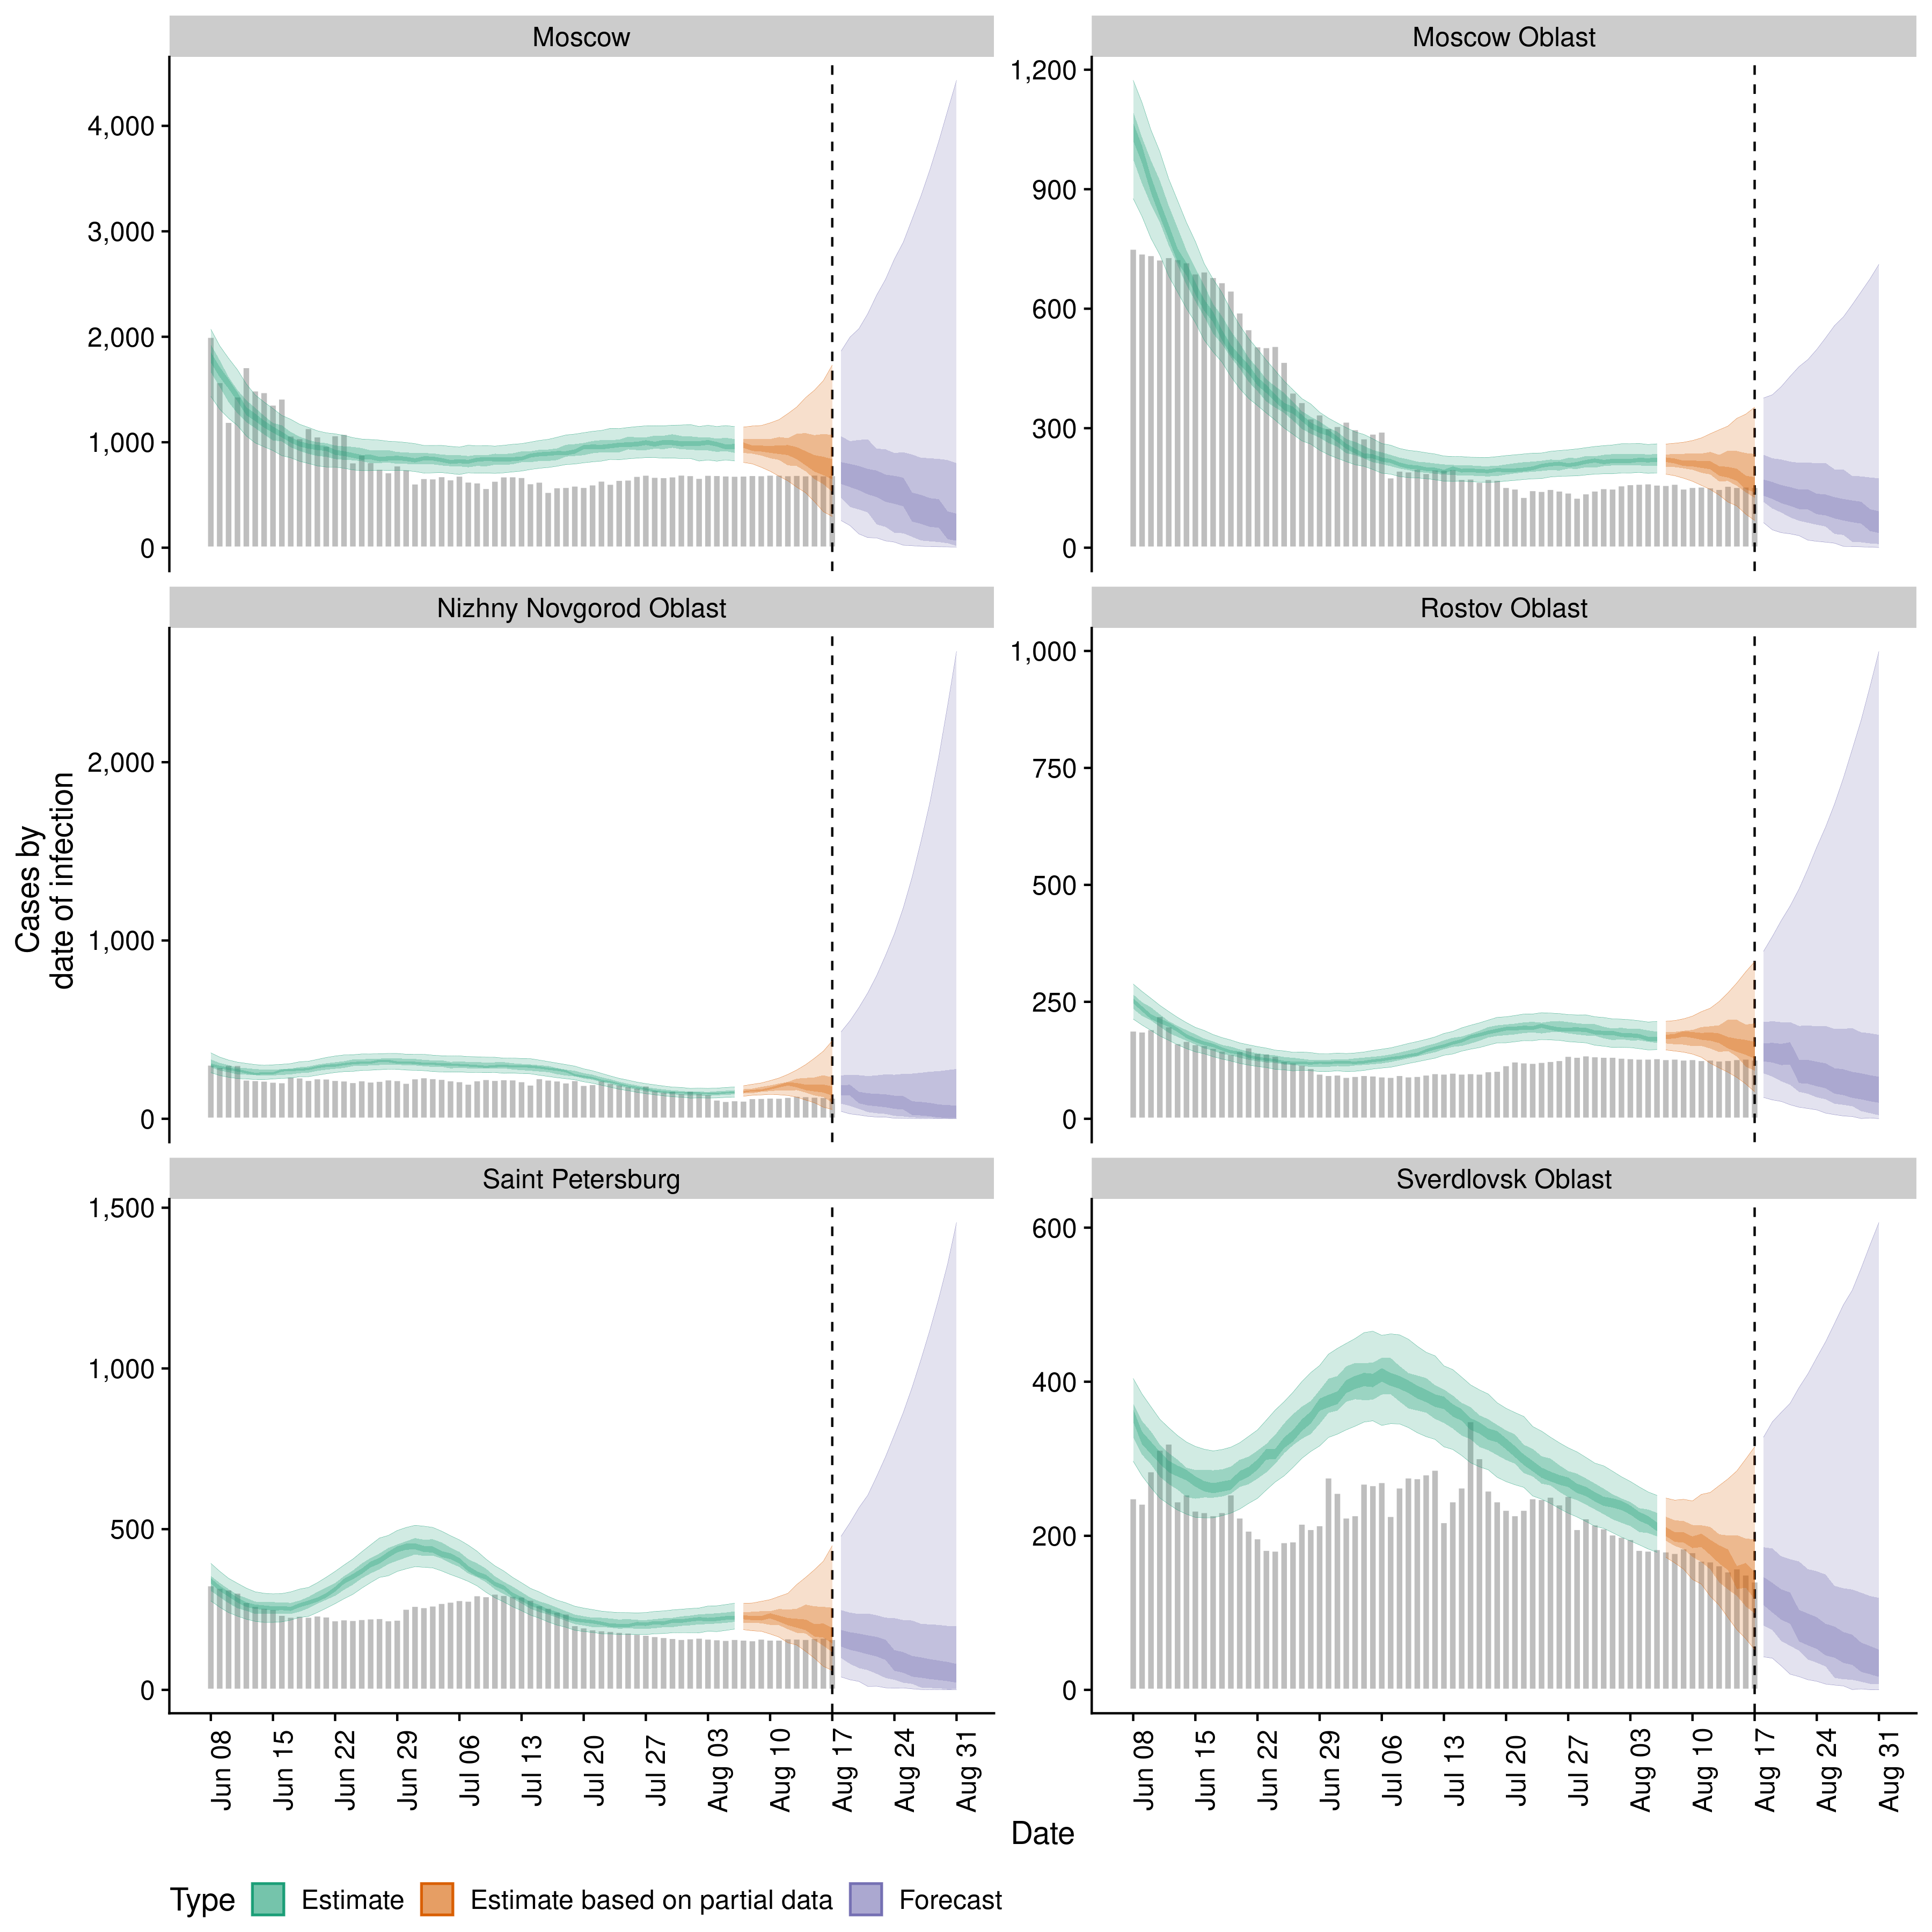 Moscow
Moscow Oblast
4,000
3,000
2,000
1,000
0
1,200
900
600
300
0
Nizhny Novgorod Oblast
Rostov Oblast
2,000
1,000
0
1,000
750
500
250
0
Cases by
date of infection
Saint Petersburg
Sverdlovsk Oblast
1,500
1,000
500
0
600
400
200
0
Jun 08
Jun 15
Jun 22
Jun 29
Jul 06
Jul 13
Jul 20
Jul 27
Aug 03
Aug 10
Aug 17
Aug 24
Aug 31
Jun 08
Jun 15
Jun 22
Jun 29
Jul 06
Jul 13
Jul 20
Jul 27
Aug 03
Aug 10
Aug 17
Aug 24
Aug 31
Date
Type Estimate Estimate based on partial data Forecast